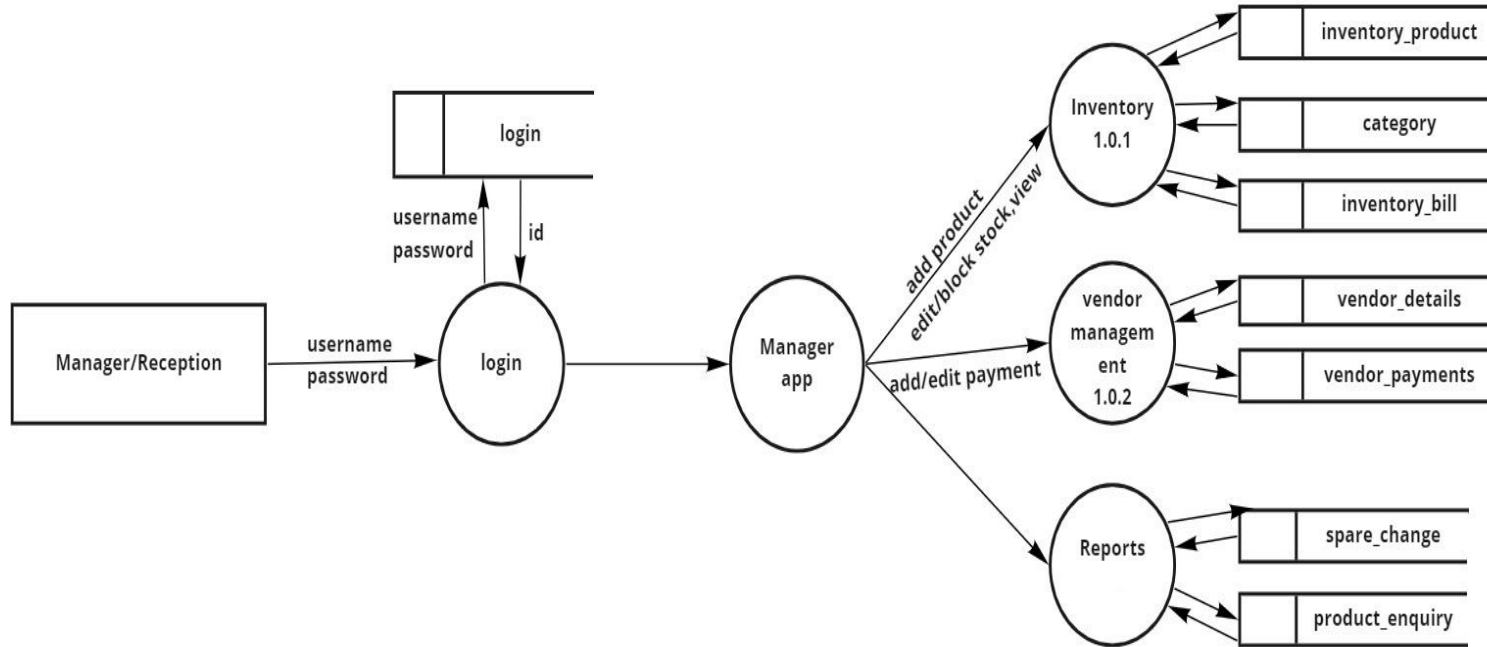 inventory_product
Inventory
1.0.1
category
login
inventory_bill
username
password
id
add product
edit/block stock,view
Manager/Reception
username
password
login
Manager
app
add/edit payment
vendor
managem
ent
1.0.2
vendor_details
vendor_payments
Reports
spare_change
product_enquiry